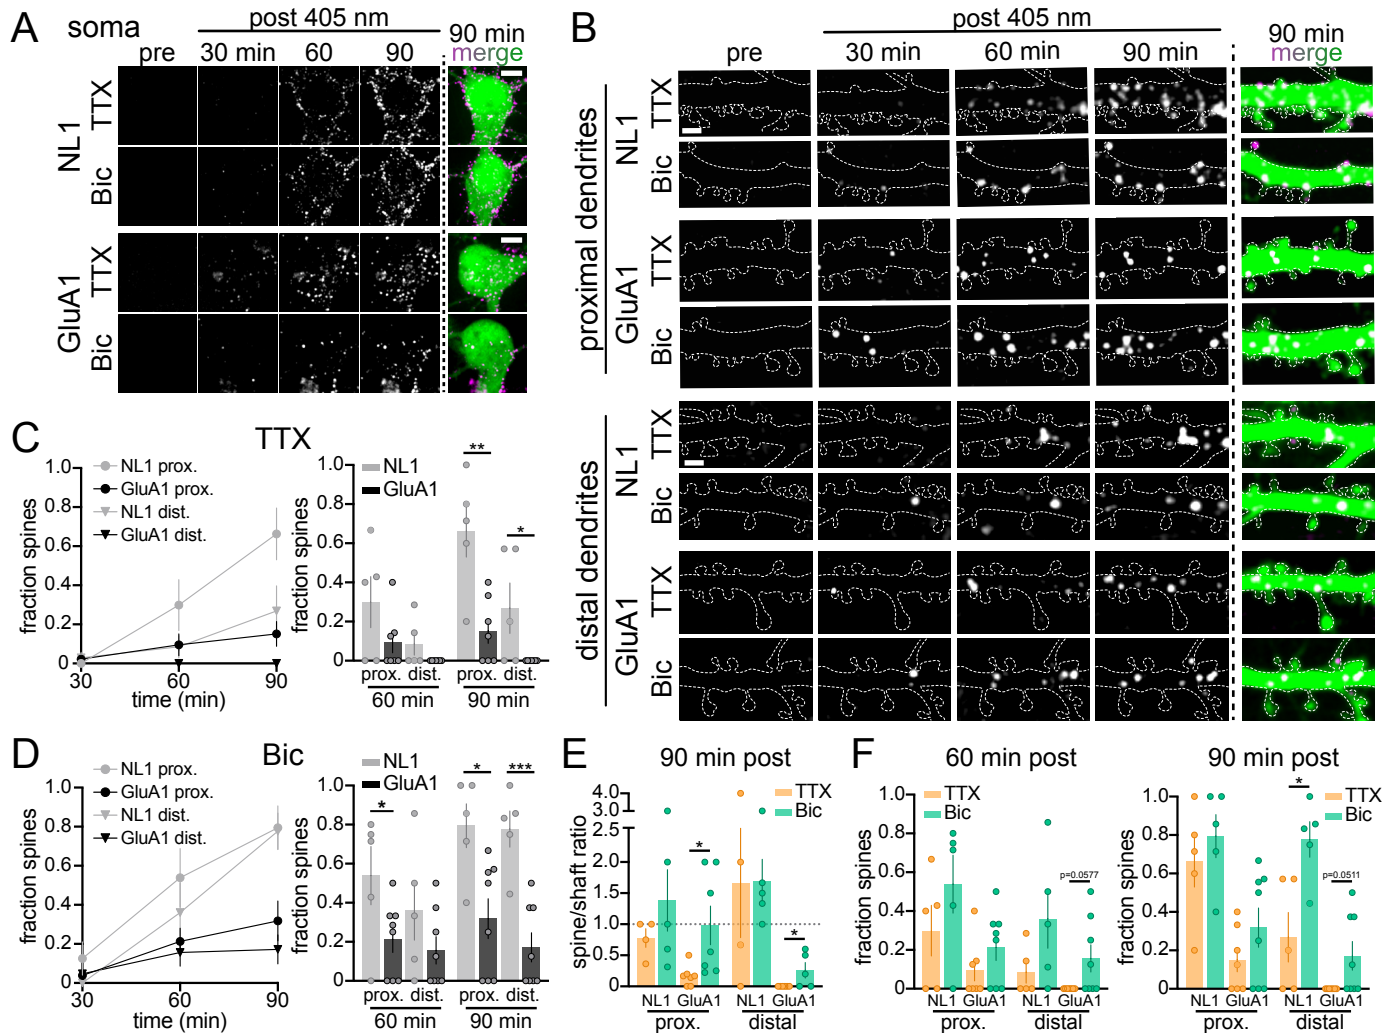 A
soma
post 405 nm
90 min
pre
30 min
60
90
merge
NL1
TTX
Bic
GluA1
TTX
Bic
B
post 405 nm
90 min
pre
30 min
60 min
90 min
merge
proximal dendrites
NL1
TTX
Bic
GluA1
TTX
Bic
distal dendrites
NL1
TTX
Bic
GluA1
TTX
Bic
C
TTX
1.0
0.8
0.6
0.4
0.2
0
fraction spines
NL1 prox.
GluA1 prox.
NL1 dist.
GluA1 dist.
30
60
90
time (min)
1.0
0.8
0.6
0.4
0.2
0
fraction spines
NL1
GluA1
**
*
prox. dist.
prox. dist.
60 min
90 min
D
Bic
1.0
0.8
0.6
0.4
0.2
0
fraction spines
NL1 prox.
GluA1 prox.
NL1 dist.
GluA1 dist.
30
60
90
time (min)
1.0
0.8
0.6
0.4
0.2
0
fraction spines
NL1
GluA1
*
*
***
prox. dist.
prox. dist.
60 min
90 min
E
90 min post
4.0
3.0
2.5
2.0
1.5
1.0
0.5
0
spine/shaft ratio
TTX
Bic
*
*
NL1 GluA1
NL1 GluA1
prox.
distal
F
60 min post
1.0
0.8
0.6
0.4
0.2
0
fraction spines
TTX
Bic
p=0.0577
NL1 GluA1
NL1 GluA1
prox.
distal
90 min post
1.0
0.8
0.6
0.4
0.2
0
fraction spines
TTX
Bic
*
p=0.0511
NL1 GluA1
NL1 GluA1
prox.
distal